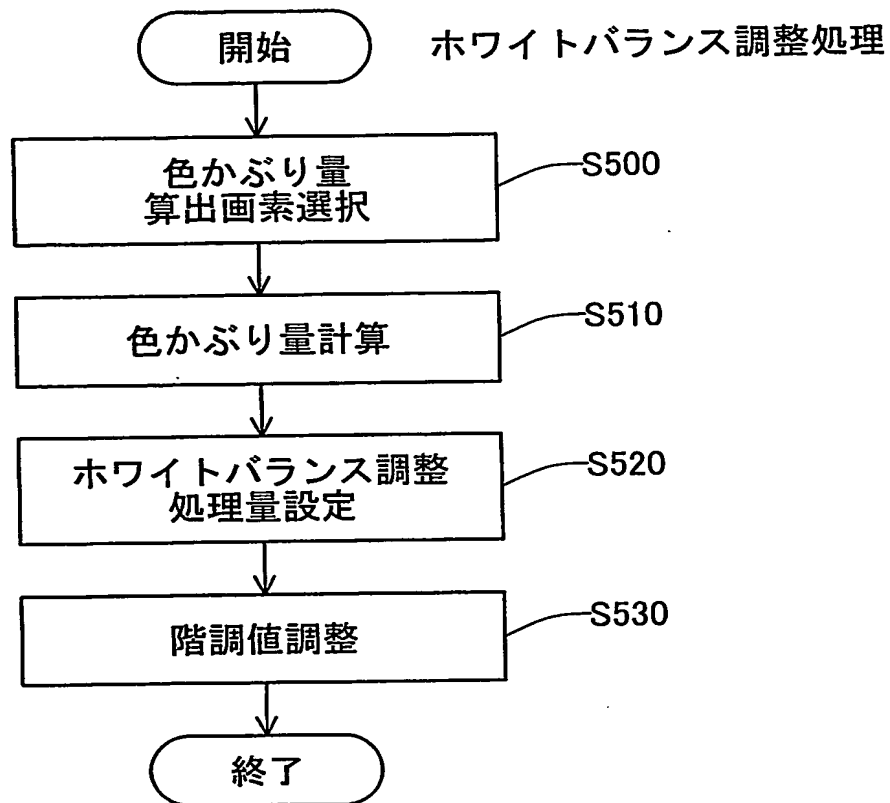 開始
ホワイトバランス調整処理
色かぶり量
算出画素選択
S500
色かぶり量計算
S510
ホワイトバランス調整
処理量設定
S520
階調値調整
S530
終了